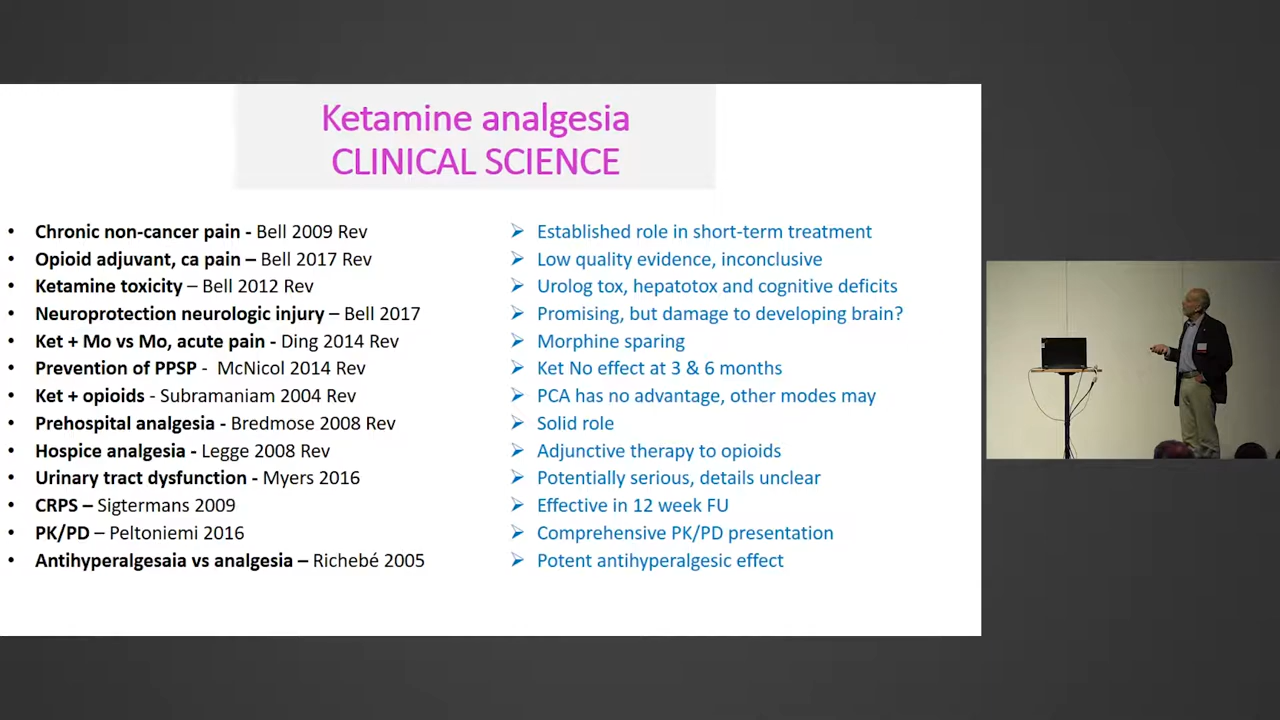 Ketamine analgesia
CLINICAL SCIENCE
• Chronic non-cancer pain - Bell 2009 Rev
• Opioid adjuvant, ca pain – Bell 2017 Rev
• Ketamine toxicity – Bell 2012 Rev
• Neuroprotection neurologic injury – Bell 2017
• Ket + Mo vs Mo, acute pain - Ding 2014 Rev
• Prevention of PPSP - McNicol 2014 Rev
• Ket + opioids - Subramaniam 2004 Rev
• Prehospital analgesia - Bredmose 2008 Rev
• Hospice analgesia - Legge 2008 Rev
• Urinary tract dysfunction - Myers 2016
• CRPS – Sigtermans 2009
• PK/PD – Peltoniemi 2016
• Antihyperalgesaia vs analgesia – Richebé 2005
➢ Established role in short-term treatment
➢ Low quality evidence, inconclusive
➢ Urolog tox, hepatotox and cognitive deficits
➢ Promising, but damage to developing brain?
➢ Morphine sparing
➢ Ket No effect at 3 & 6 months
➢ PCA has no advantage, other modes may
➢ Solid role
➢ Adjunctive therapy to opioids
➢ Potentially serious, details unclear
➢ Effective in 12 week FU
➢ Comprehensive PK/PD presentation
➢ Potent antihyperalgesic effect